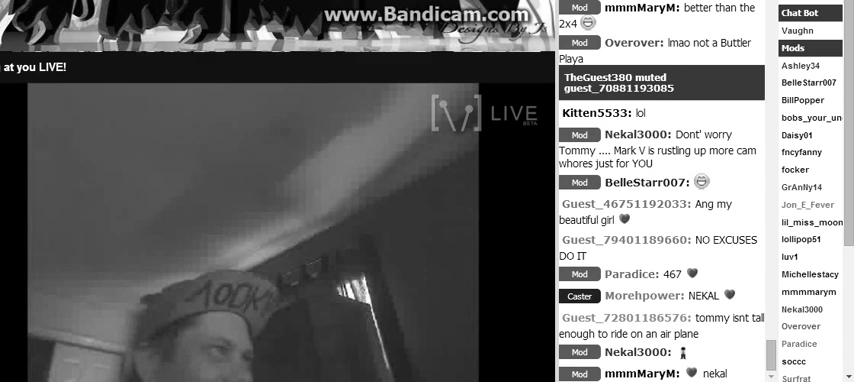 www.Bandicam.com
at you LIVE!
LIVE
BETA
Mod mmmMaryM: better than the
2x4
Mod Overover: lmao not a Buttler
Playa
TheGuest380 muted
guest_70881193085
Kitten5533: lol
Mod Nekal3000: Dont' worry
Tommy .... Mark V is rustling up more cam
whores just for YOU
Mod BelleStarr007:
Guest_46751192033: Ang my
beautiful girl
Guest_79401189660: NO EXCUSES
DO IT
Mod Paradice: 467
Caster Morehpower: NEKAL
Guest_72801186576: tommy isnt tall
enough to ride on an air plane
Mod Nekal3000:
Mod mmmMaryM: nekal
Chat Bot
Vaughn
Mods
Ashley34
BelleStarr007
BillPopper
bobs_your_un
Daisy01
fncyfanny
focker
GrAnNy14
Jon_E_Fever
lil_miss_moon
lollipop51
luv1
Michellestacy
mmmmarym
Nekal3000
Overover
Paradice
soccc
Surfrat